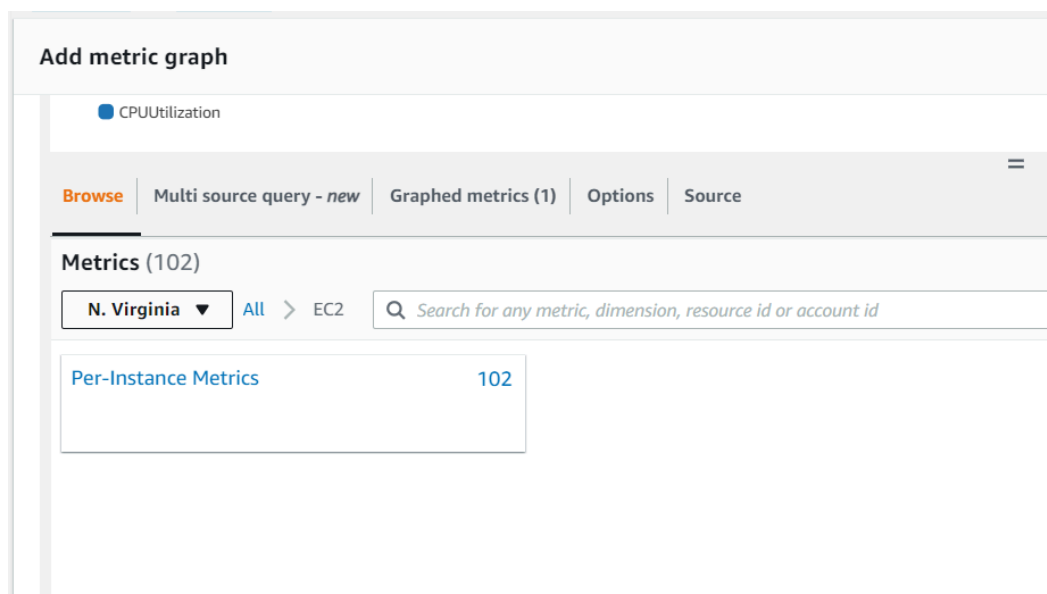 Add metric graph
CPUUtilization
Browse
Multi source query - new
Graphed metrics (1)
Options
Source
Metrics (102)
N. Virginia
All
EC2
Search for any metric, dimension, resource id or account id
Per-Instance Metrics
102